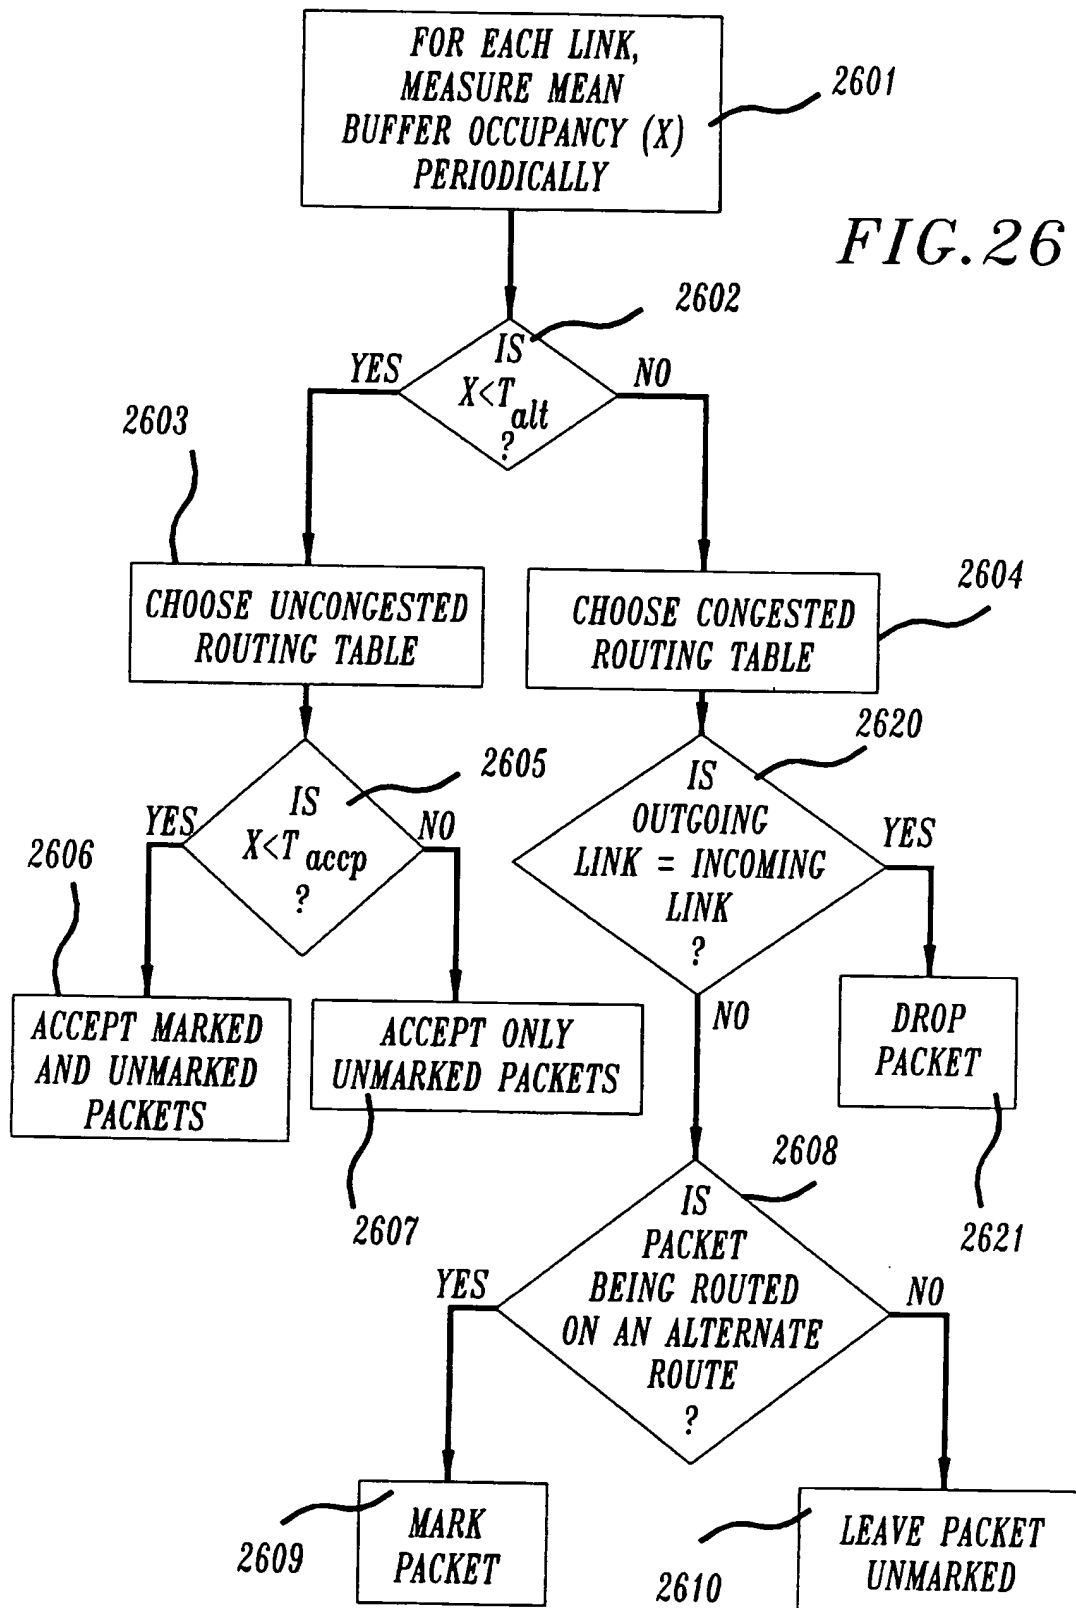 FOR EACH LINK,
MEASURE MEAN
BUFFER OCCUPANCY (X)
PERIODICALLY
2601
FIG.26
2602
IS
X<T alt
?
YES
NO
2603
CHOOSE UNCONGESTED
ROUTING TABLE
CHOOSE CONGESTED
ROUTING TABLE
2604
2605
IS
X<T accp
?
YES
NO
2606
ACCEPT MARKED
AND UNMARKED
PACKETS
ACCEPT ONLY
UNMARKED PACKETS
2607
2620
IS
OUTGOING
LINK = INCOMING
LINK
?
YES
NO
DROP
PACKET
2621
2608
IS
PACKET
BEING ROUTED
ON AN ALTERNATE
ROUTE
?
YES
NO
MARK
PACKET
2609
LEAVE PACKET
UNMARKED
2610